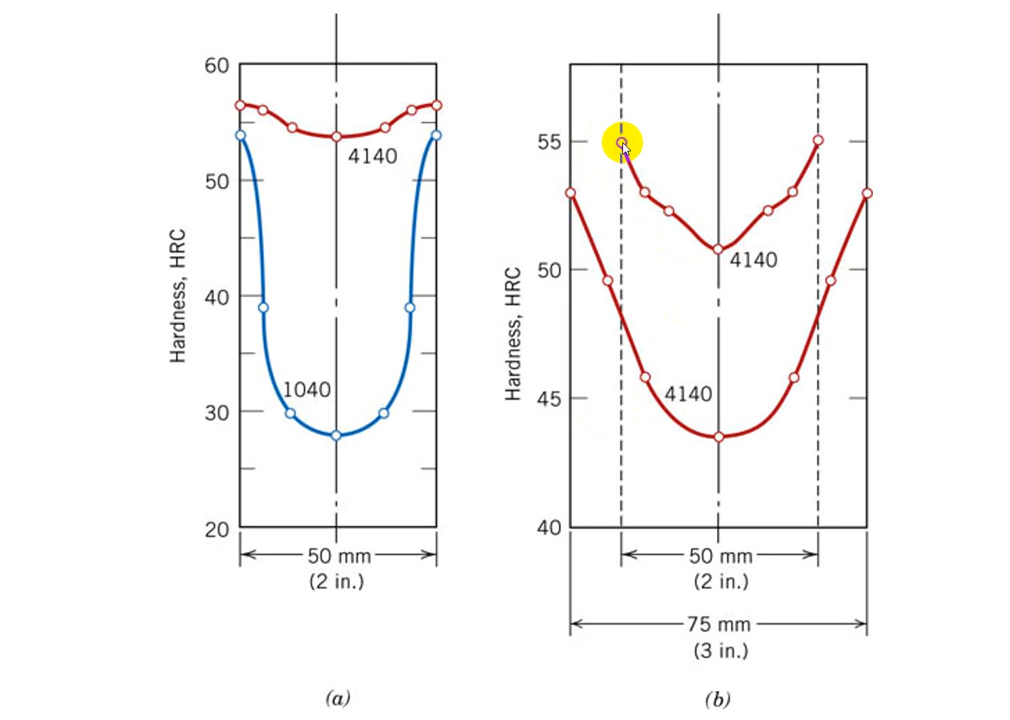 60
50
40
30
20
Hardness, HRC
4140
1040
50 mm
(2 in.)
(a)
55
50
45
40
Hardness, HRC
4140
4140
50 mm
(2 in.)
75 mm
(3 in.)
(b)